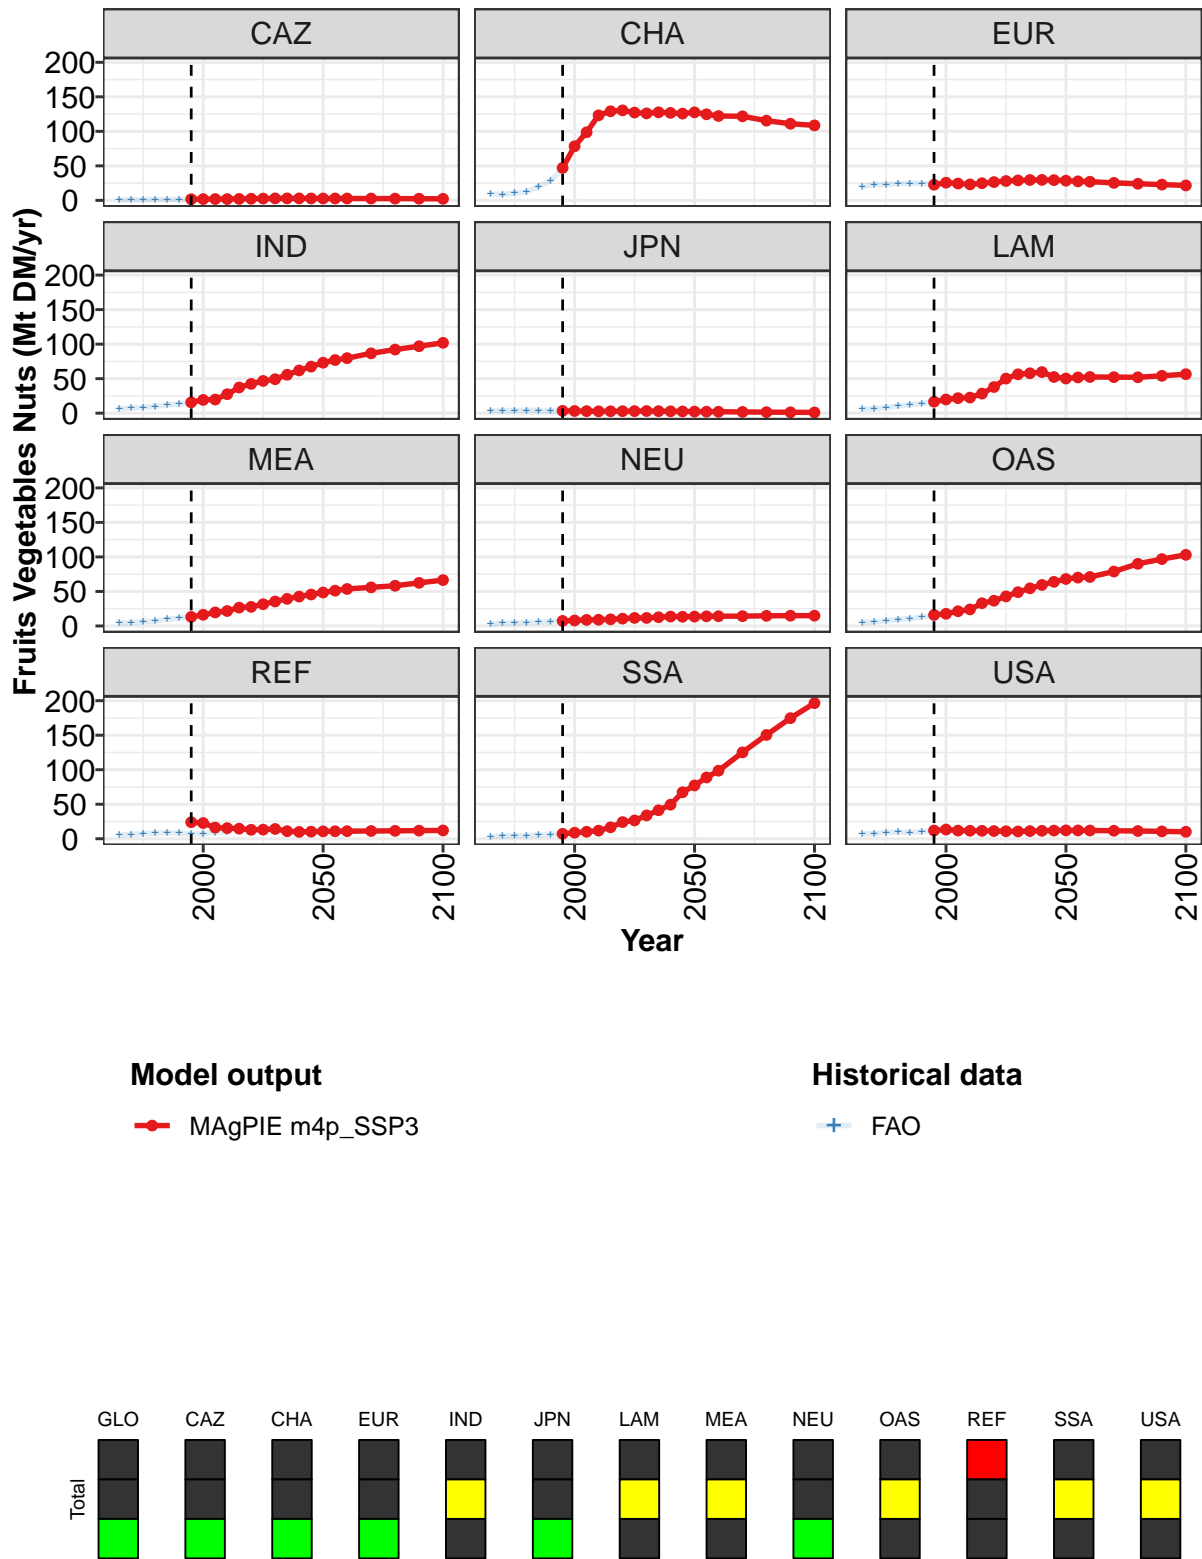 CAZ CHA EUR
200
150
100
50
0
IND JPN LAM
200
150
100
50
0
MEA NEU OAS
200
150
100
50
0
REF SSA USA
200
150
100
50
0
Fruits Vegetables Nuts (Mt DM/yr)
2000 2050 2100 2000 2050 2100 2000 2050 2100
Year
Model output Historical data
MAgPIE m4p_SSP3 FAO
GLO CAZ CHA EUR IND JPN LAM MEA NEU OAS REF SSA USA
Total